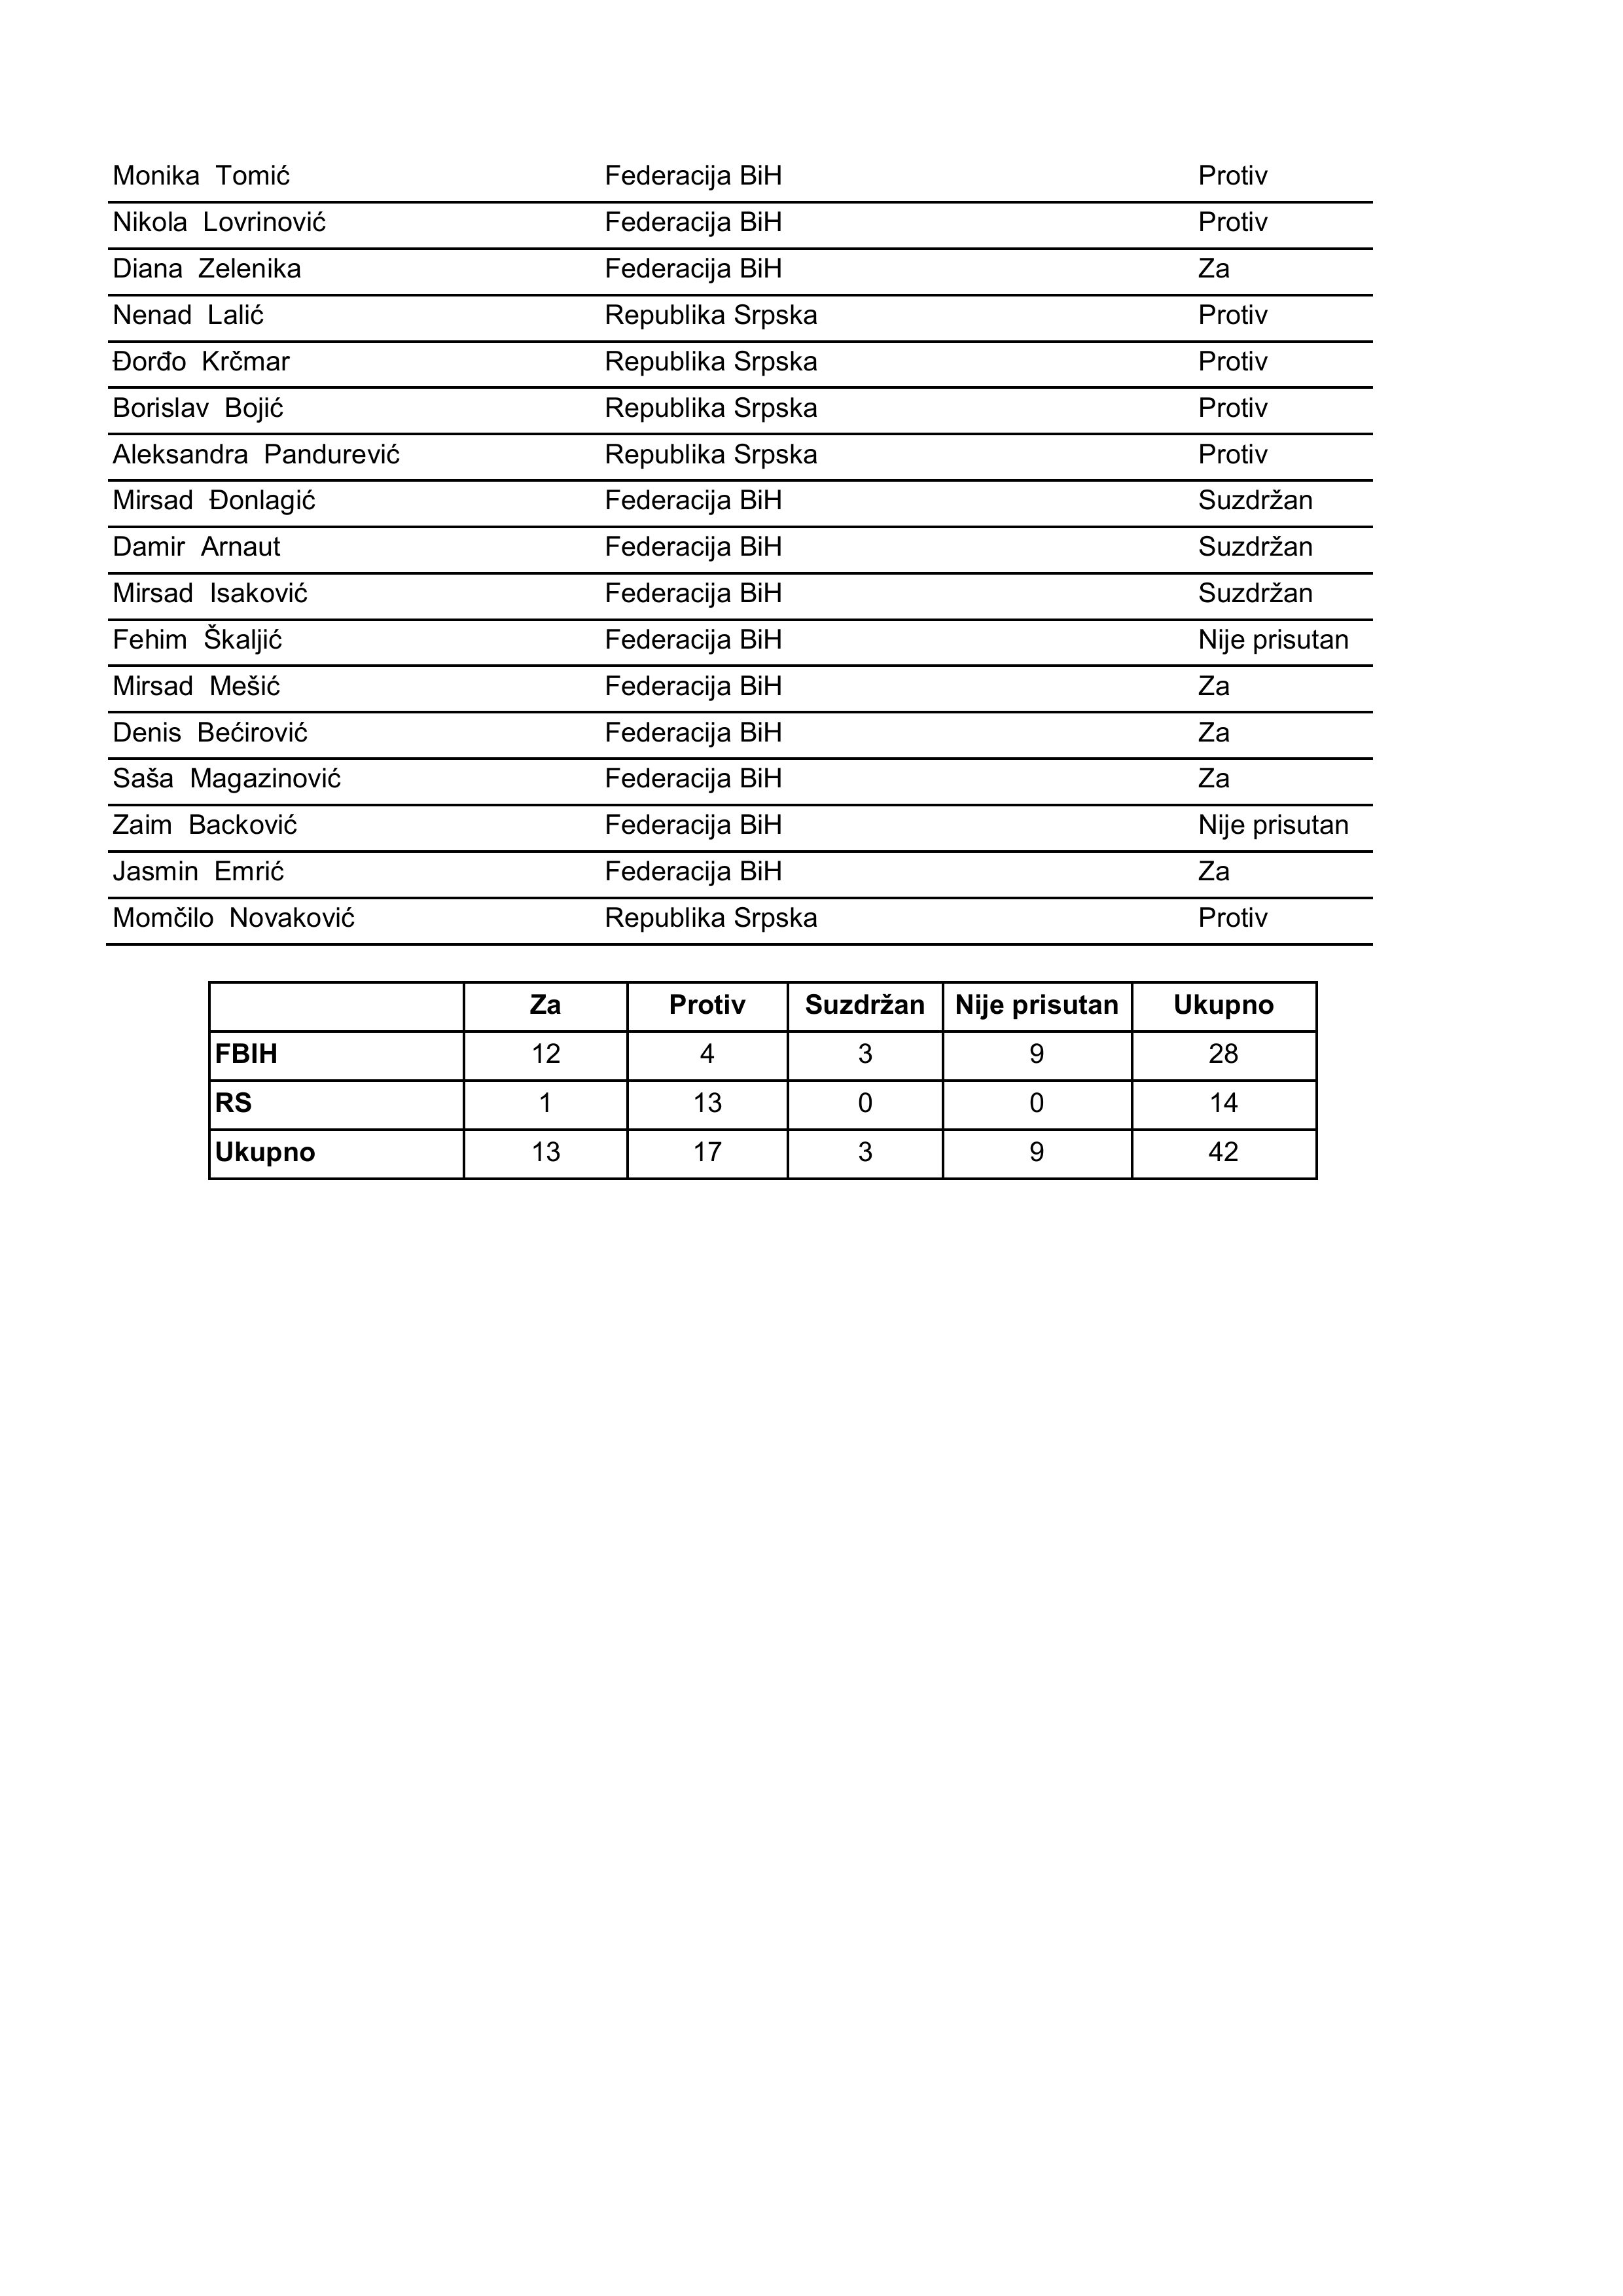 Monika Tomić Federacija BiH Protiv
Nikola Lovrinović Federacija BiH Protiv
Diana Zelenika Federacija BiH Za
Nenad Lalić Republika Srpska Protiv
Đorđo Krčmar Republika Srpska Protiv
Borislav Bojić Republika Srpska Protiv
Aleksandra Pandurević Republika Srpska Protiv
Mirsad Đonlagić Federacija BiH Suzdržan
Damir Arnaut Federacija BiH Suzdržan
Mirsad Isaković Federacija BiH Suzdržan
Fehim Škaljić Federacija BiH Nije prisutan
Mirsad Mešić Federacija BiH Za
Denis Bećirović Federacija BiH Za
Saša Magazinović Federacija BiH Za
Zaim Backović Federacija BiH Nije prisutan
Jasmin Emrić Federacija BiH Za
Momčilo Novaković Republika Srpska Protiv
Za Protiv Suzdržan Nije prisutan Ukupno
FBIH 12 4 3 9 28
RS 1 13 0 0 14
Ukupno 13 17 3 9 42